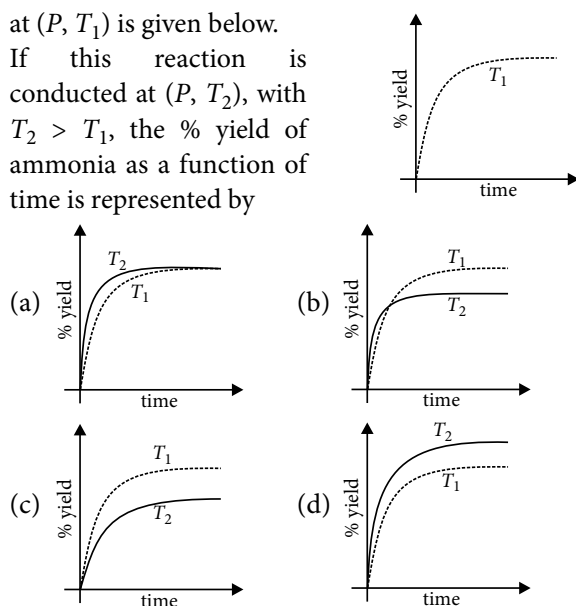 at (P, T1) is given below.
If this reaction is
conducted at (P, T2), with
T2 > T1, the % yield of
ammonia as a function of
time is represented by
% yield
T1
time
(a)
% yield
T2
T1
time
(b)
% yield
T1
T2
time
(c)
% yield
T1
T2
time
(d)
% yield
T2
T1
time